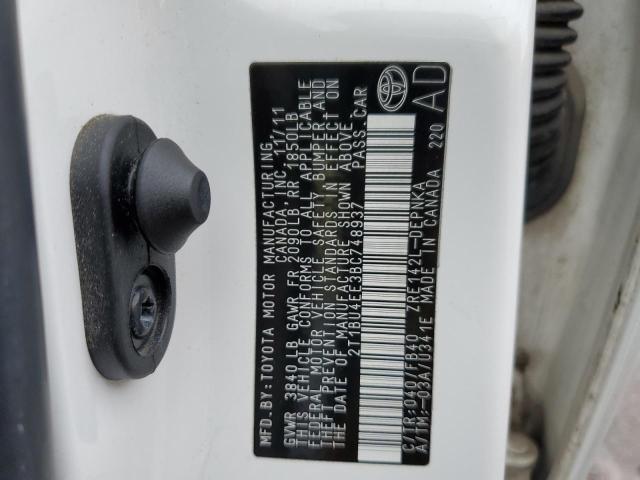 MFD. BY: TOYOTA MOTOR MANUFACTURING,
CANADA, INC. 11/11
GVWR 3840 LB GAWR FR 2090LB RR 1850LB
THIS VEHICLE CONFORMS TO ALL APPLICABLE
FEDERAL MOTOR VEHICLE SAFETY, BUMPER AND
THEFT PREVENTION STANDARDS IN EFFECT ON
THE DATE OF MANUFACTURE SHOWN ABOVE.
2T1BU4EE3BC748937 PASS. CAR
C/TR:040/FB40 ZRE142L-DEPNKA
A/TM:-03A/U341E MADE IN CANADA 220
AD